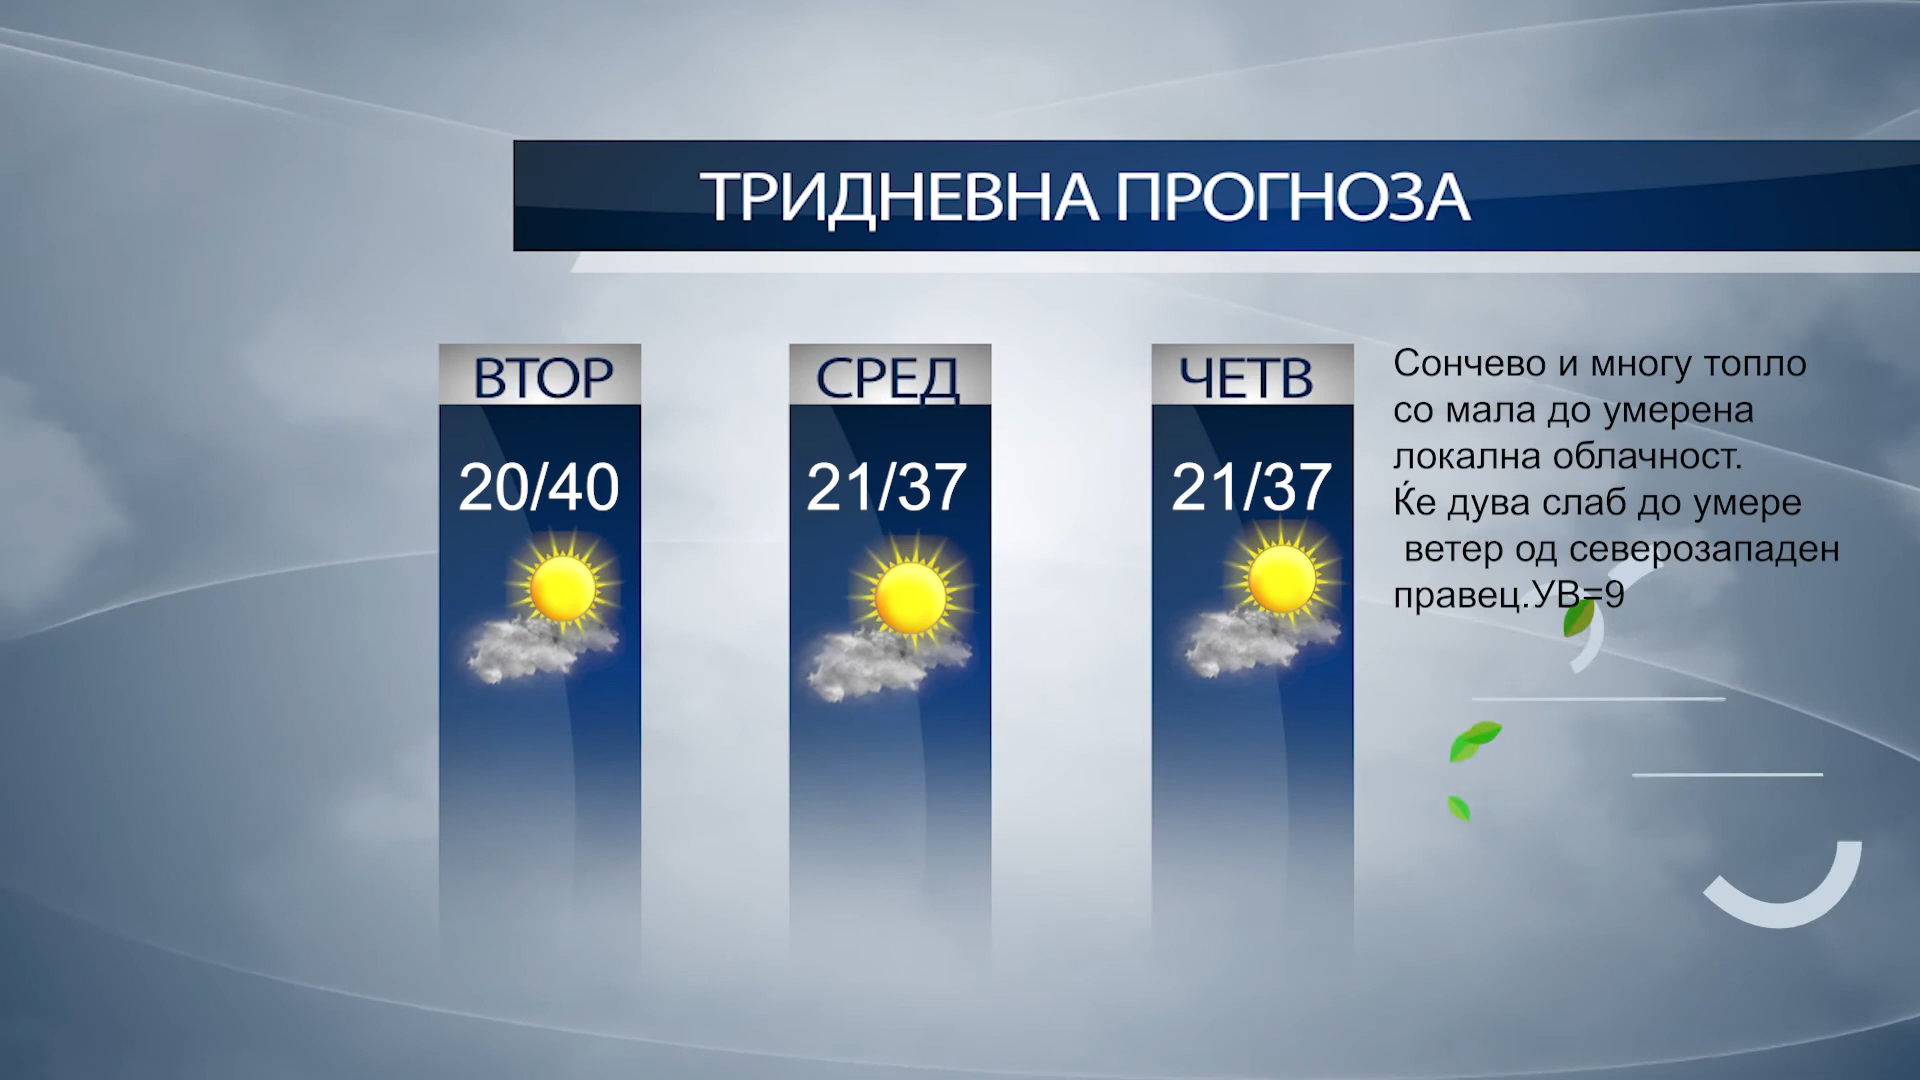 ТРИДНЕВНА ПРОГНОЗА
ВТОР
20/40
СРЕД
21/37
ЧЕТВ
21/37
Сончево и многу топло
со мала до умерена
локална облачност.
Ќе дува слаб до умере
ветер од северозападен
правец.УВ=9